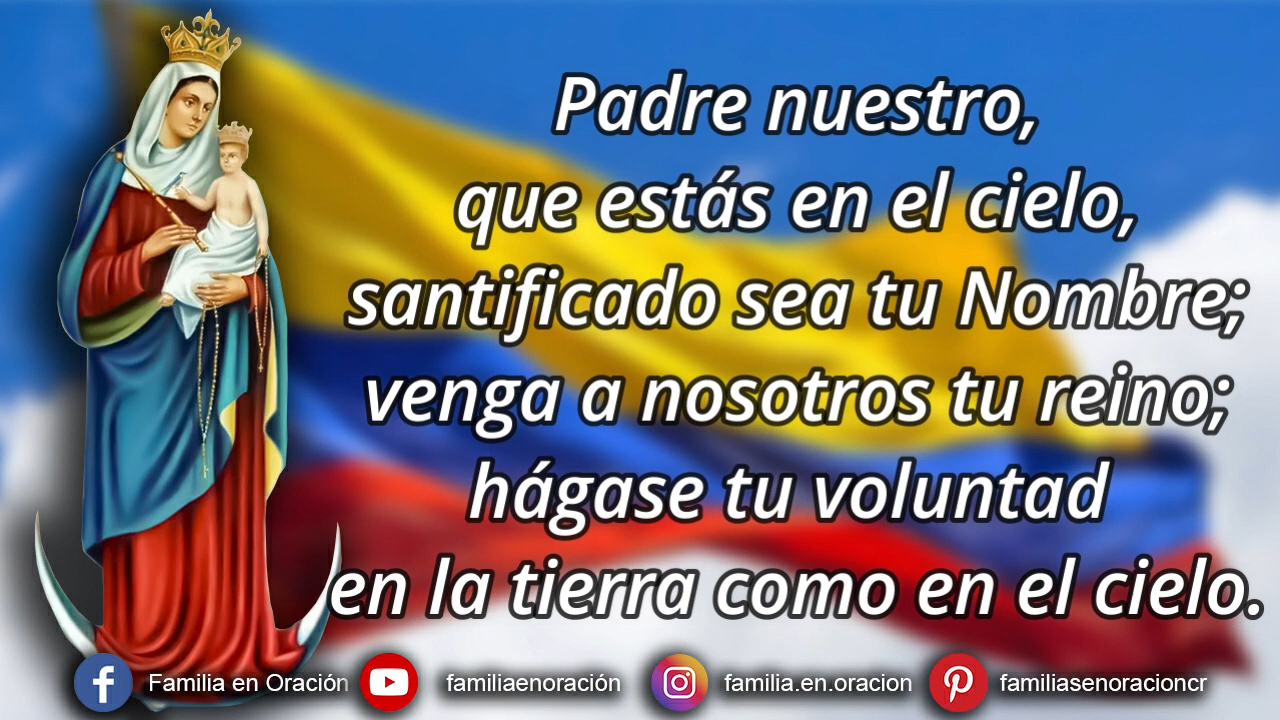 Padre nuestro,
que estás en el cielo,
santificado sea tu Nombre;
venga a nosotros tu reino;
hágase tu voluntad
en la tierra como en el cielo.
Familia en Oración familiaenoración familia.en.oracion familiasenoracioncr